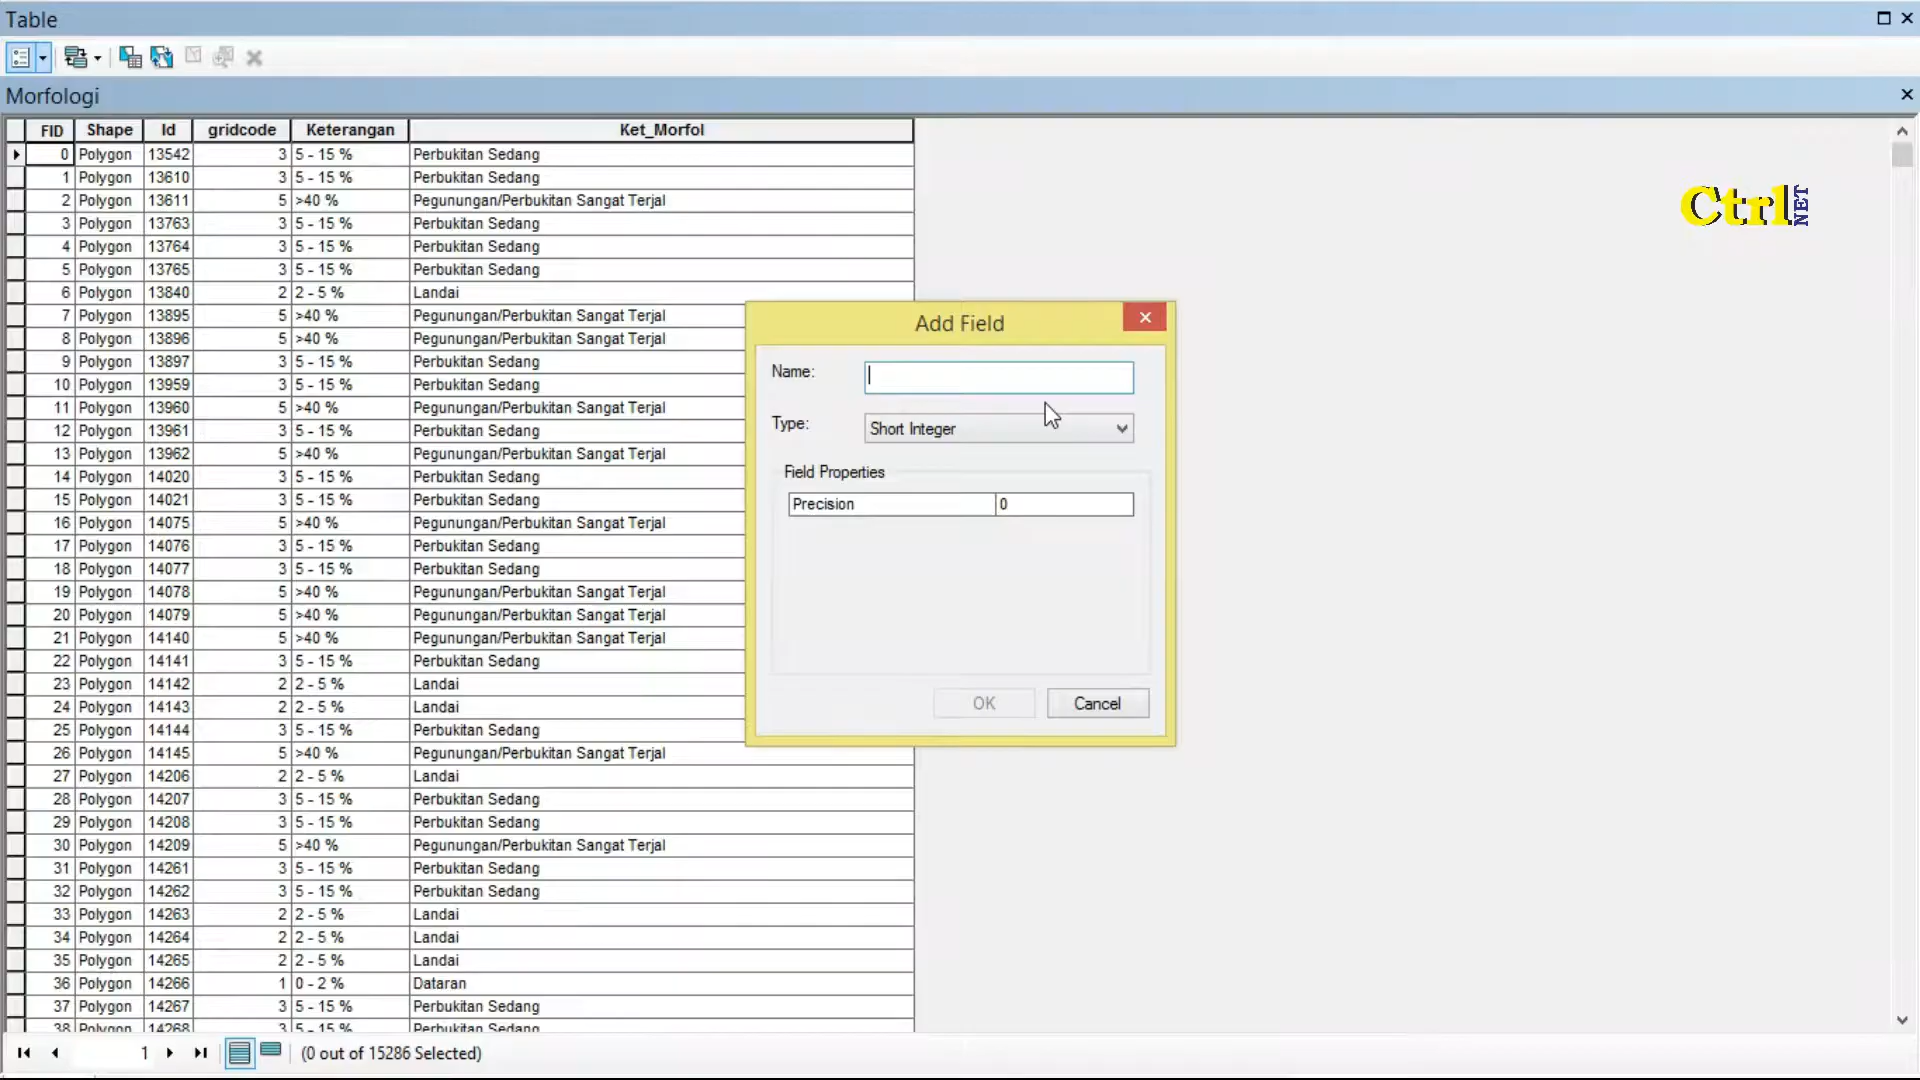 Table
Morfologi
FID Shape Id gridcode Keterangan Ket_Morfol
0 Polygon 13542 3 5 - 15 % Perbukitan Sedang
1 Polygon 13610 3 5 - 15 % Perbukitan Sedang
2 Polygon 13611 5 >40 % Pegunungan/Perbukitan Sangat Terjal
3 Polygon 13763 3 5 - 15 % Perbukitan Sedang
4 Polygon 13764 3 5 - 15 % Perbukitan Sedang
5 Polygon 13765 3 5 - 15 % Perbukitan Sedang
6 Polygon 13840 2 2 - 5 % Landai
7 Polygon 13895 5 >40 % Pegunungan/Perbukitan Sangat Terjal
8 Polygon 13896 5 >40 % Pegunungan/Perbukitan Sangat Terjal
9 Polygon 13897 3 5 - 15 % Perbukitan Sedang
10 Polygon 13959 3 5 - 15 % Perbukitan Sedang
11 Polygon 13960 5 >40 % Pegunungan/Perbukitan Sangat Terjal
12 Polygon 13961 3 5 - 15 % Perbukitan Sedang
13 Polygon 13962 5 >40 % Pegunungan/Perbukitan Sangat Terjal
14 Polygon 14020 3 5 - 15 % Perbukitan Sedang
15 Polygon 14021 3 5 - 15 % Perbukitan Sedang
16 Polygon 14075 5 >40 % Pegunungan/Perbukitan Sangat Terjal
17 Polygon 14076 3 5 - 15 % Perbukitan Sedang
18 Polygon 14077 3 5 - 15 % Perbukitan Sedang
19 Polygon 14078 5 >40 % Pegunungan/Perbukitan Sangat Terjal
20 Polygon 14079 5 >40 % Pegunungan/Perbukitan Sangat Terjal
21 Polygon 14140 5 >40 % Pegunungan/Perbukitan Sangat Terjal
22 Polygon 14141 3 5 - 15 % Perbukitan Sedang
23 Polygon 14142 2 2 - 5 % Landai
24 Polygon 14143 2 2 - 5 % Landai
25 Polygon 14144 3 5 - 15 % Perbukitan Sedang
26 Polygon 14145 5 >40 % Pegunungan/Perbukitan Sangat Terjal
27 Polygon 14206 2 2 - 5 % Landai
28 Polygon 14207 3 5 - 15 % Perbukitan Sedang
29 Polygon 14208 3 5 - 15 % Perbukitan Sedang
30 Polygon 14209 5 >40 % Pegunungan/Perbukitan Sangat Terjal
31 Polygon 14261 3 5 - 15 % Perbukitan Sedang
32 Polygon 14262 3 5 - 15 % Perbukitan Sedang
33 Polygon 14263 2 2 - 5 % Landai
34 Polygon 14264 2 2 - 5 % Landai
35 Polygon 14265 2 2 - 5 % Landai
36 Polygon 14266 1 0 - 2 % Dataran
37 Polygon 14267 3 5 - 15 % Perbukitan Sedang
38 Polygon 14268 3 5 - 15 % Perbukitan Sedang
1 (0 out of 15286 Selected)
Add Field
Name:
Type: Short Integer
Field Properties
Precision 0
OK Cancel
Ctrl NET